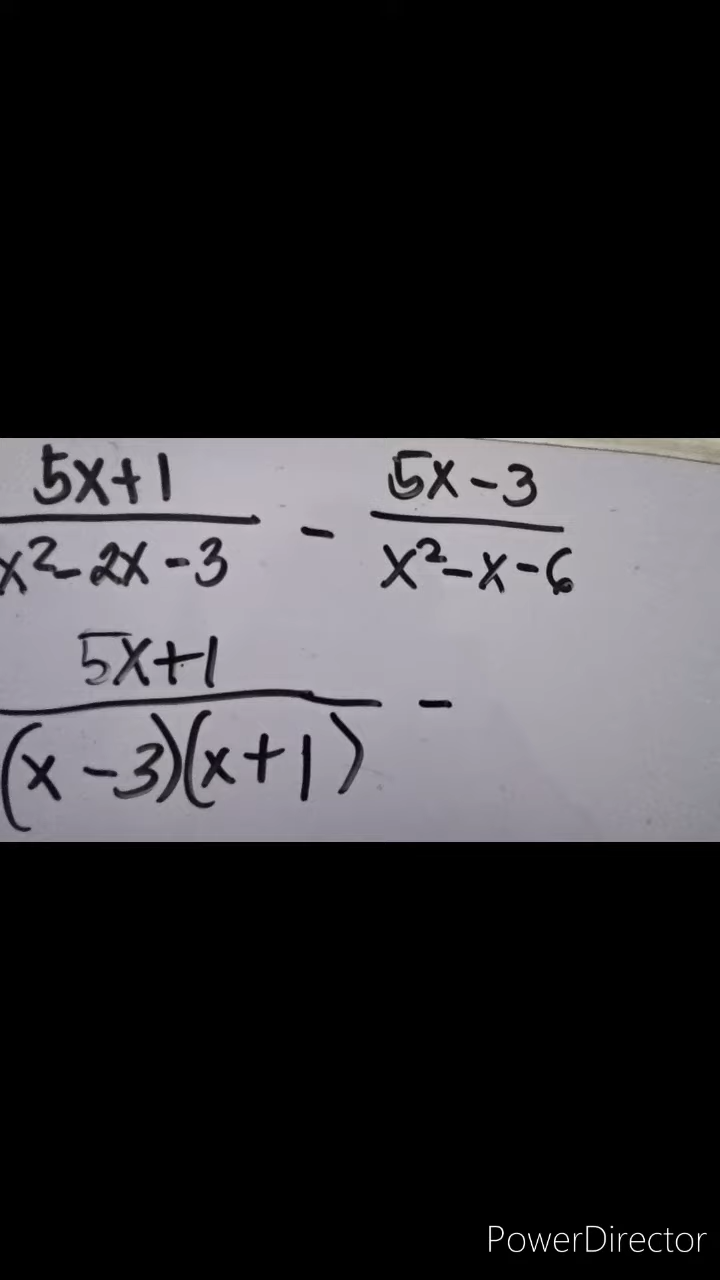 5x+1 / x²-2x-3 - 5x-3 / x²-x-6
5x+1 / (x-3)(x+1) -
PowerDirector